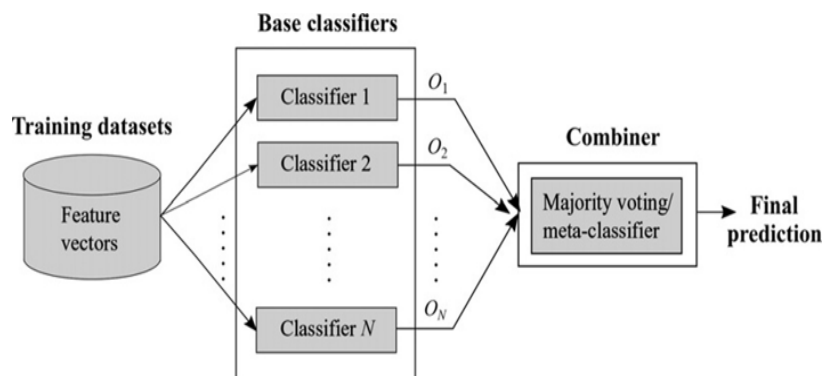 Base classifiers
Training datasets
Feature
vectors
Classifier 1
O1
Classifier 2
O2
Classifier N
ON
Combiner
Majority voting/
meta-classifier
Final
prediction